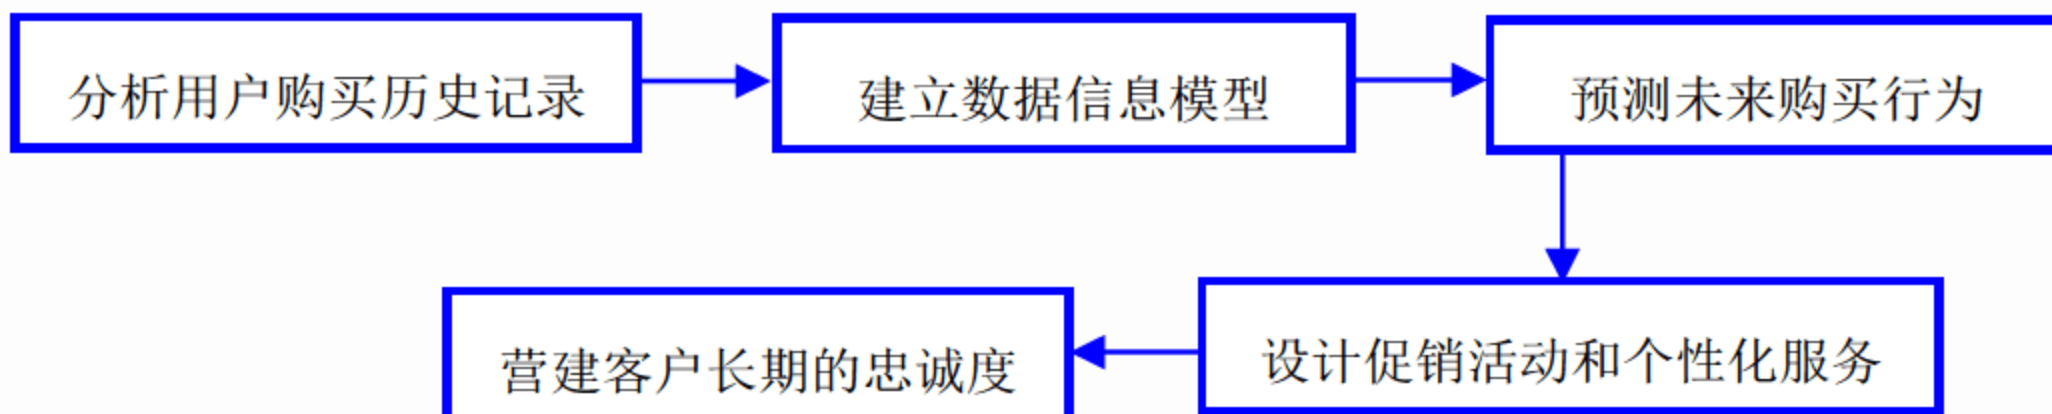 分析用户购买历史记录
建立数据信息模型
预测未来购买行为
设计促销活动和个性化服务
营建客户长期的忠诚度